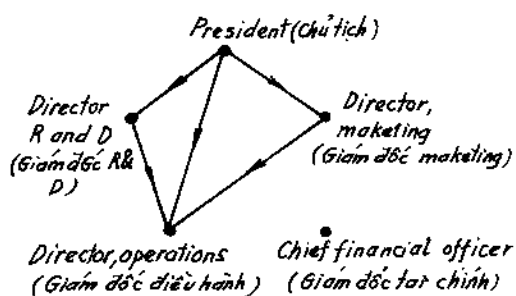 President (Chủ tịch)
Director
R and D
(Giám đốc R&
D)
Director,
maketing
(Giám đốc maketing)
Director, operations
(Giám đốc điều hành)
Chief financial officer
(Giám đốc tài chính)